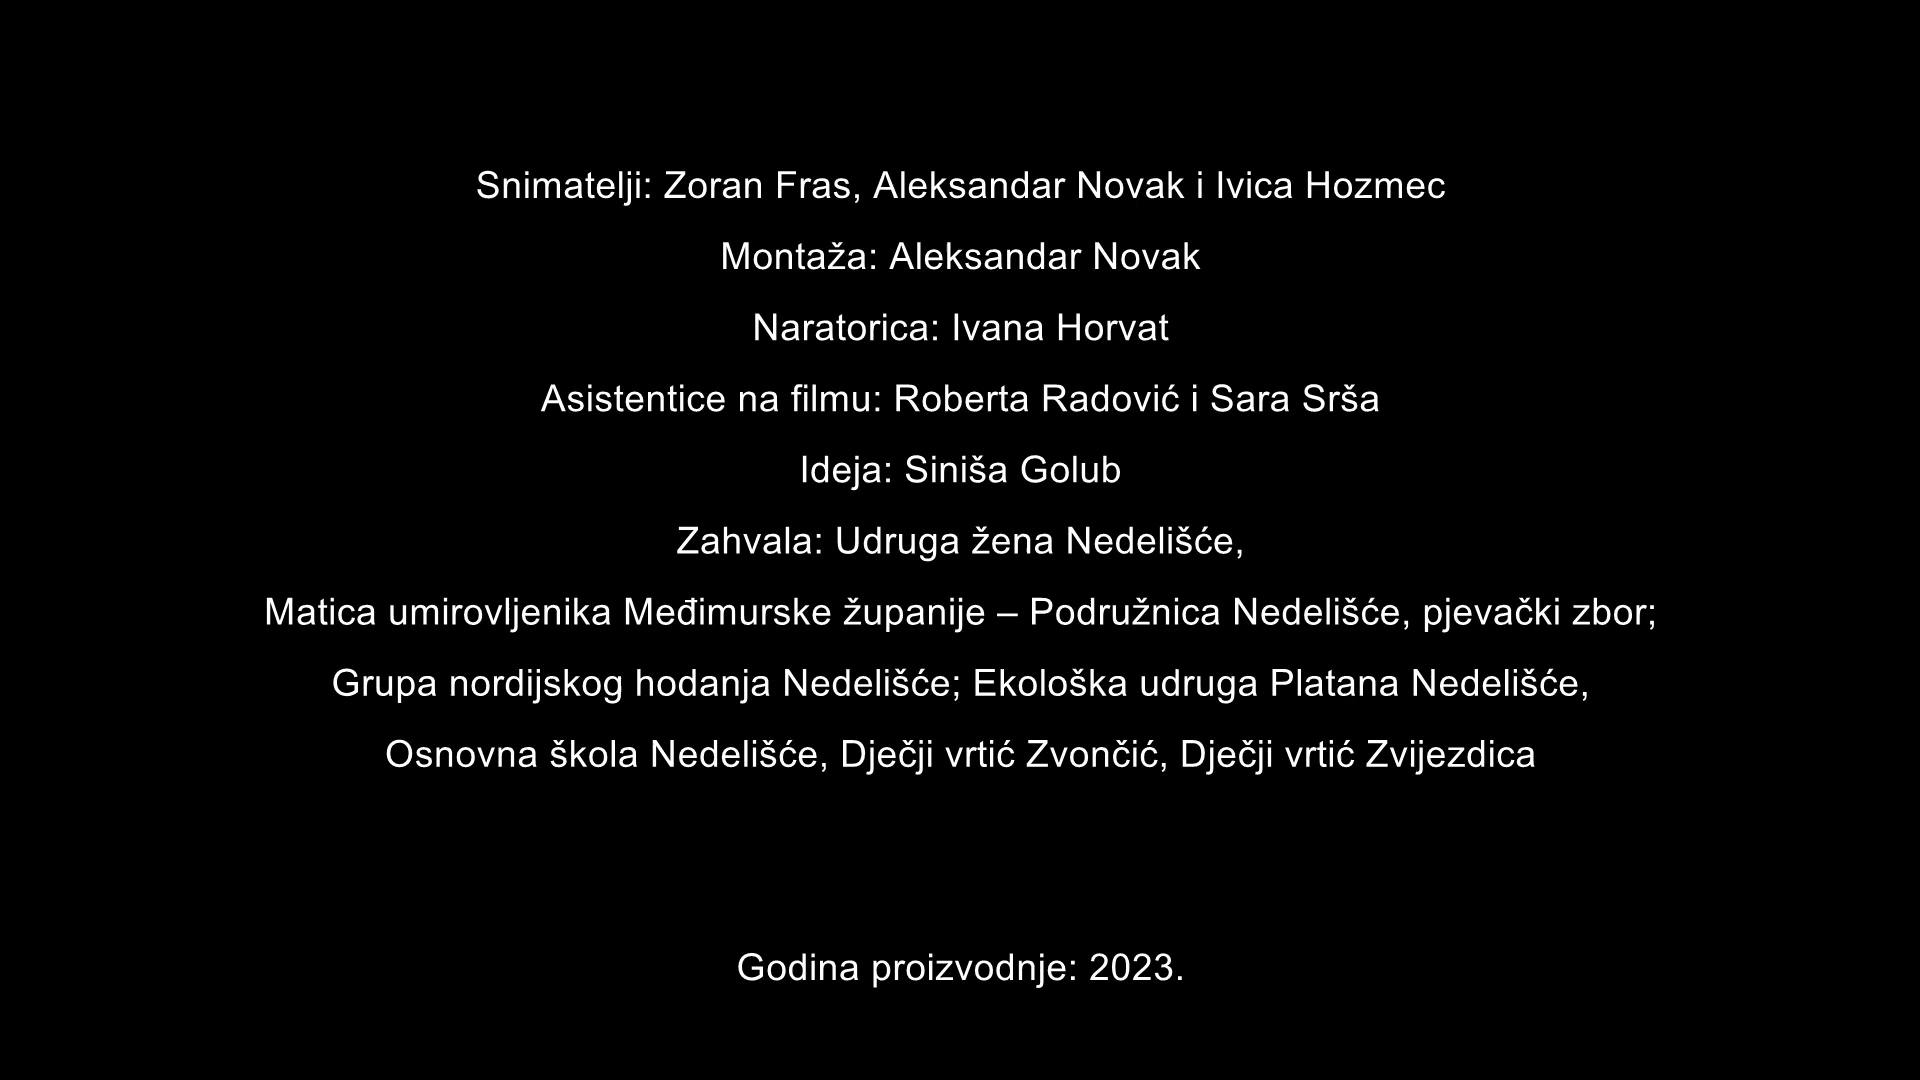 Snimatelji: Zoran Fras, Aleksandar Novak i Ivica Hozmec
Montaža: Aleksandar Novak
Naratorica: Ivana Horvat
Asistentice na filmu: Roberta Radović i Sara Srša
Ideja: Siniša Golub
Zahvala: Udruga žena Nedelišće,
Matica umirovljenika Međimurske županije – Podružnica Nedelišće, pjevački zbor;
Grupa nordijskog hodanja Nedelišće; Ekološka udruga Platana Nedelišće,
Osnovna škola Nedelišće, Dječji vrtić Zvončić, Dječji vrtić Zvijezdica
Godina proizvodnje: 2023.